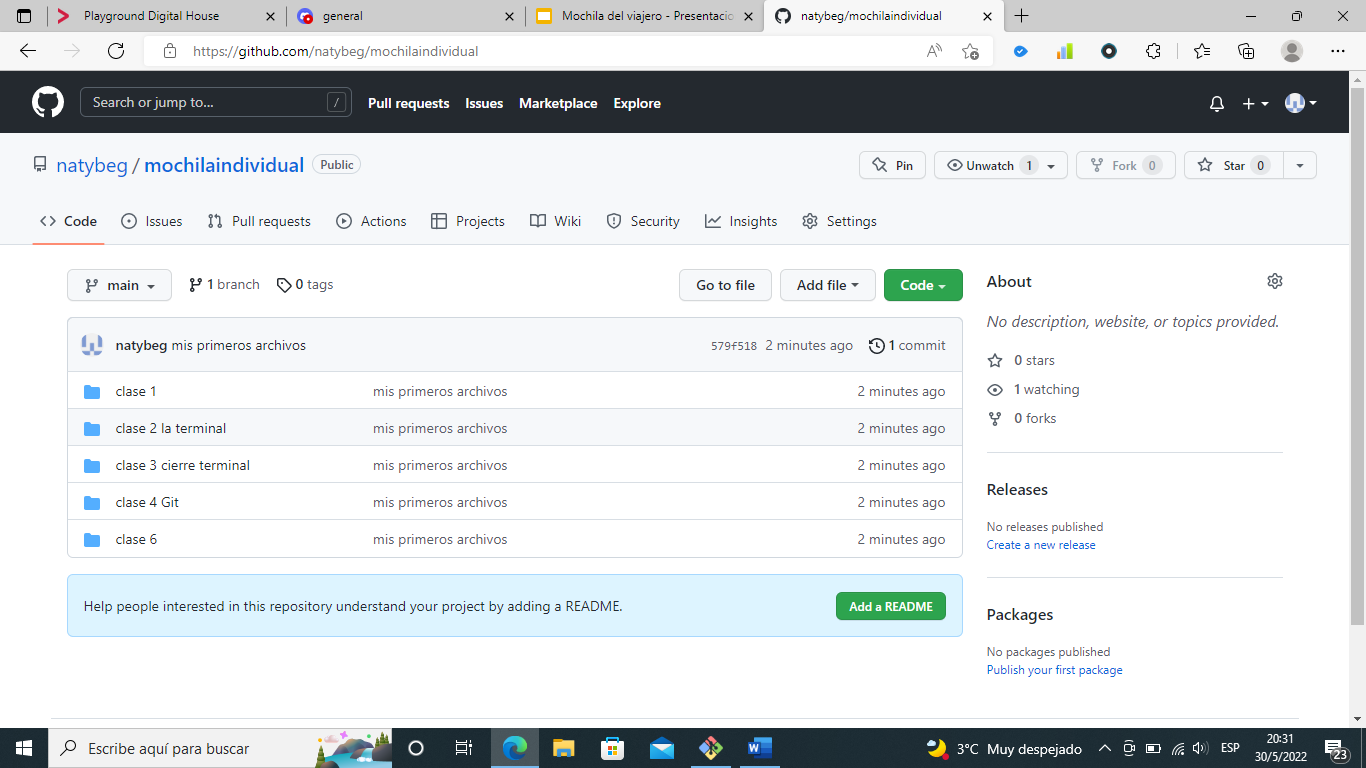 Playground Digital House
general
Mochila del viajero - Presentacio
natybeg/mochilaindividual
https://github.com/natybeg/mochilaindividual
Search or jump to...
/
Pull requests
Issues
Marketplace
Explore
natybeg / mochilaindividual
Public
Pin
Unwatch 1
Fork 0
Star 0
Code
Issues
Pull requests
Actions
Projects
Wiki
Security
Insights
Settings
main
1 branch
0 tags
Go to file
Add file
Code
natybeg mis primeros archivos
579f518 2 minutes ago
1 commit
clase 1 mis primeros archivos 2 minutes ago
clase 2 la terminal mis primeros archivos 2 minutes ago
clase 3 cierre terminal mis primeros archivos 2 minutes ago
clase 4 Git mis primeros archivos 2 minutes ago
clase 6 mis primeros archivos 2 minutes ago
Help people interested in this repository understand your project by adding a README.
Add a README
About
No description, website, or topics provided.
0 stars
1 watching
0 forks
Releases
No releases published
Create a new release
Packages
No packages published
Publish your first package
Escribe aquí para buscar
3°C Muy despejado
ESP
20:31
30/5/2022
23